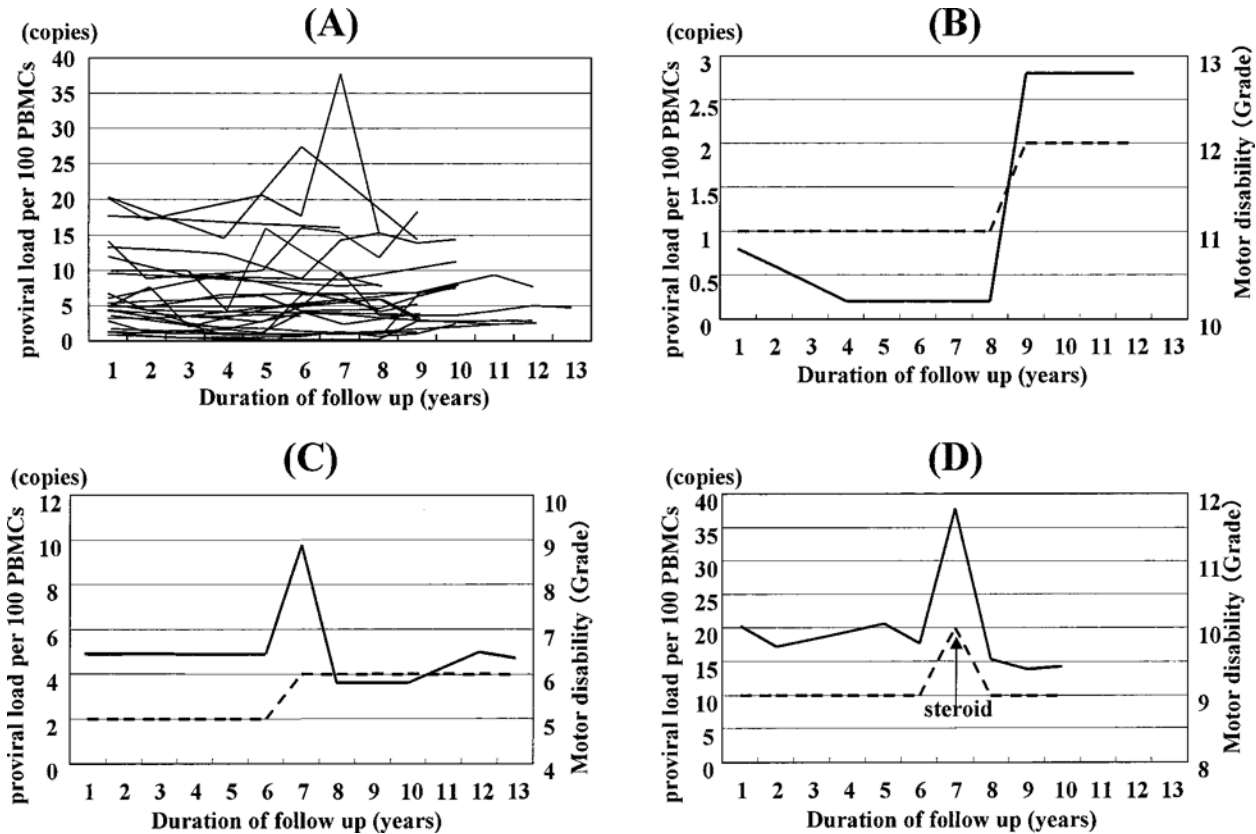 (A)
(copies)
proviral load per 100 PBMCs
40
35
30
25
20
15
10
5
0
1 2 3 4 5 6 7 8 9 10 11 12 13
Duration of follow up (years)
(B)
(copies)
proviral load per 100 PBMCs
3
2.5
2
1.5
1
0.5
0
13
12
11
10
Motor disability (Grade)
1 2 3 4 5 6 7 8 9 10 11 12 13
Duration of follow up (years)
(C)
(copies)
proviral load per 100 PBMCs
12
10
8
6
4
2
0
10
9
8
7
6
5
4
Motor disability (Grade)
1 2 3 4 5 6 7 8 9 10 11 12 13
Duration of follow up (years)
(D)
(copies)
proviral load per 100 PBMCs
40
35
30
25
20
15
10
5
0
12
11
10
9
8
Motor disability (Grade)
steroid
1 2 3 4 5 6 7 8 9 10 11 12 13
Duration of follow up (years)